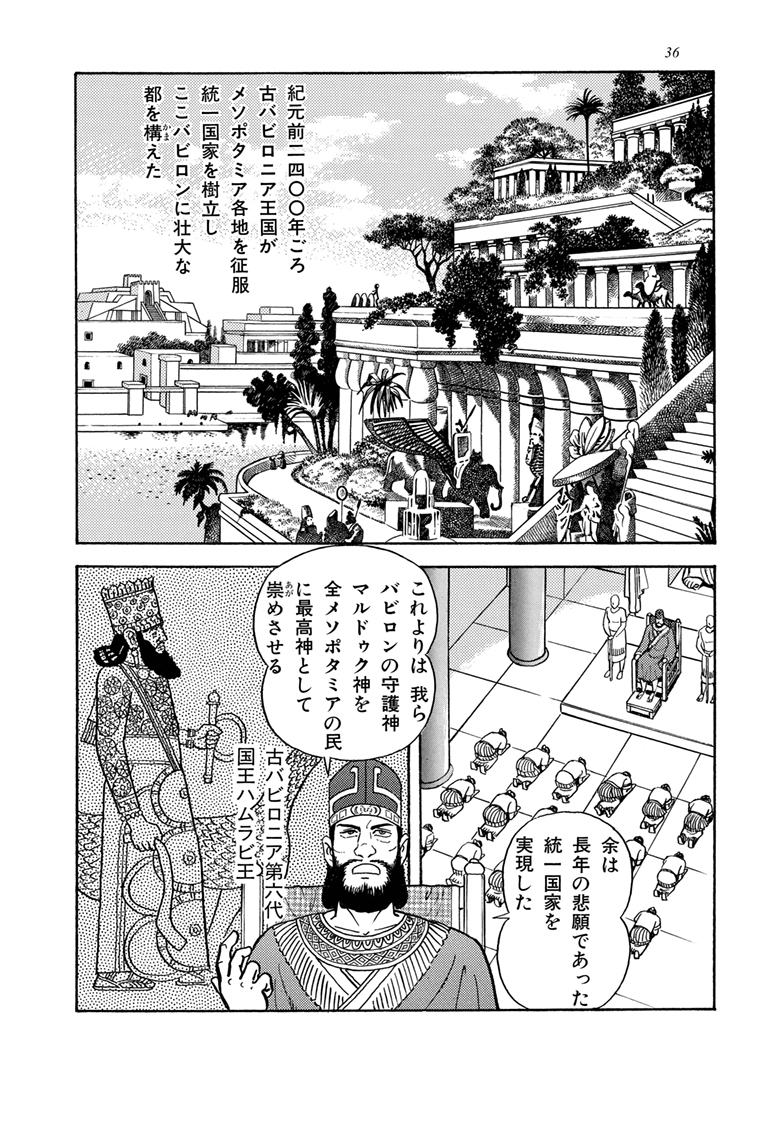 36
紀元前二四〇〇年ごろ
古バビロニア王国が
メソポタミア各地を征服
統一国家を樹立し
ここバビロンに壮大な
都を構えた
かま
余は
長年の悲願であった
統一国家を
実現した
これよりは 我ら
バビロンの守護神
マルドゥク神を
全メソポタミアの民
に最高神として
崇めさせる
あが
古バビロニア第六代
国王ハムラビ王